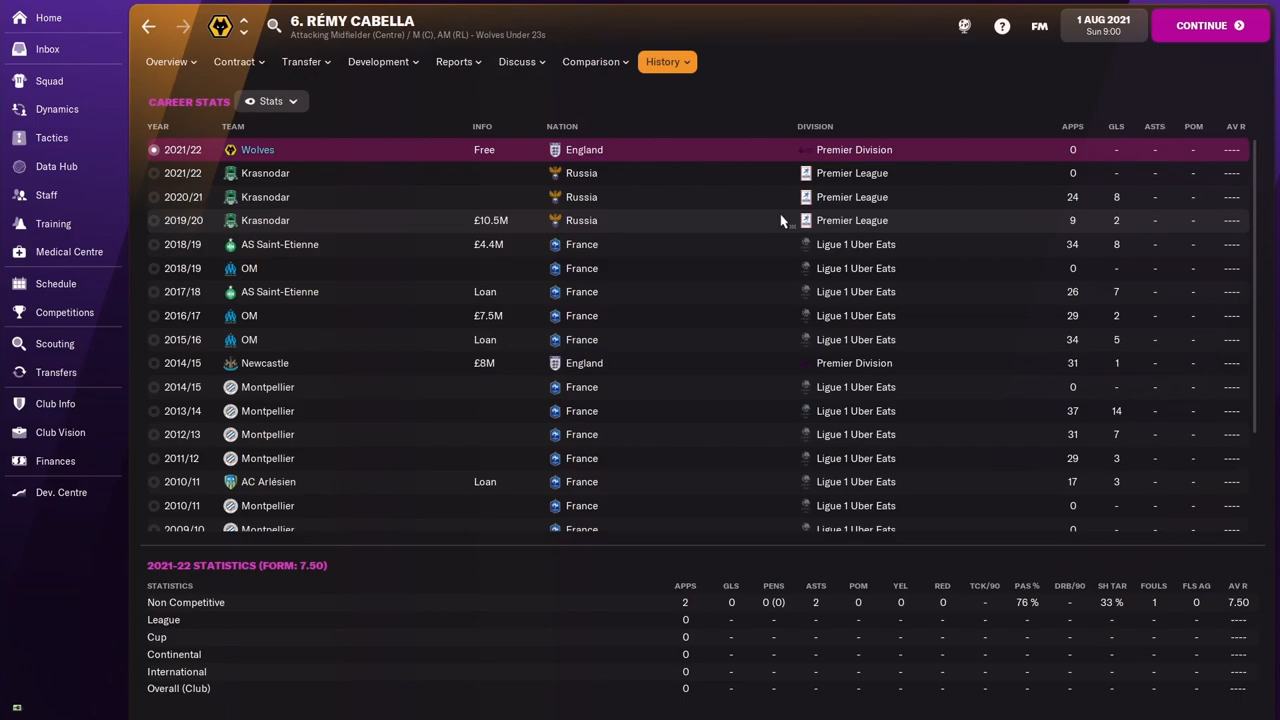 Home
Inbox
Squad
Dynamics
Tactics
Data Hub
Staff
Training
Medical Centre
Schedule
Competitions
Scouting
Transfers
Club Info
Club Vision
Finances
Dev. Centre
6. RÉMY CABELLA
Attacking Midfielder (Centre) / M (C), AM (RL) - Wolves Under 23s
FM
1 AUG 2021
Sun 9:00
CONTINUE
Overview Contract Transfer Development Reports Discuss Comparison History
CAREER STATS Stats
YEAR TEAM INFO NATION DIVISION APPS GLS ASTS POM AV R
2021/22 Wolves Free England Premier Division 0 - - - ----
2021/22 Krasnodar Russia Premier League 0 - - - ----
2020/21 Krasnodar Russia Premier League 24 8 - - ----
2019/20 Krasnodar £10.5M Russia Premier League 9 2 - - ----
2018/19 AS Saint-Etienne £4.4M France Ligue 1 Uber Eats 34 8 - - ----
2018/19 OM France Ligue 1 Uber Eats 0 - - - ----
2017/18 AS Saint-Etienne Loan France Ligue 1 Uber Eats 26 7 - - ----
2016/17 OM £7.5M France Ligue 1 Uber Eats 29 2 - - ----
2015/16 OM Loan France Ligue 1 Uber Eats 34 5 - - ----
2014/15 Newcastle £8M England Premier Division 31 1 - - ----
2014/15 Montpellier France Ligue 1 Uber Eats 0 - - - ----
2013/14 Montpellier France Ligue 1 Uber Eats 37 14 - - ----
2012/13 Montpellier France Ligue 1 Uber Eats 31 7 - - ----
2011/12 Montpellier France Ligue 1 Uber Eats 29 3 - - ----
2010/11 AC Arlésien Loan France Ligue 1 Uber Eats 17 3 - - ----
2010/11 Montpellier France Ligue 1 Uber Eats 0 - - - ----
2009/10 Montpellier France Ligue 1 Uber Eats 0 - - - ----
2021-22 STATISTICS (FORM: 7.50)
STATISTICS APPS GLS PENS ASTS POM YEL RED TCK/90 PAS % DRB/90 SH TAR FOULS FLS AG AV R
Non Competitive 2 0 0 (0) 2 0 0 0 - 76 % - 33 % 1 0 7.50
League 0 - - - - - - - - - - - - ----
Cup 0 - - - - - - - - - - - - ----
Continental 0 - - - - - - - - - - - - ----
International 0 - - - - - - - - - - - - ----
Overall (Club) 0 - - - - - - - - - - - - ----